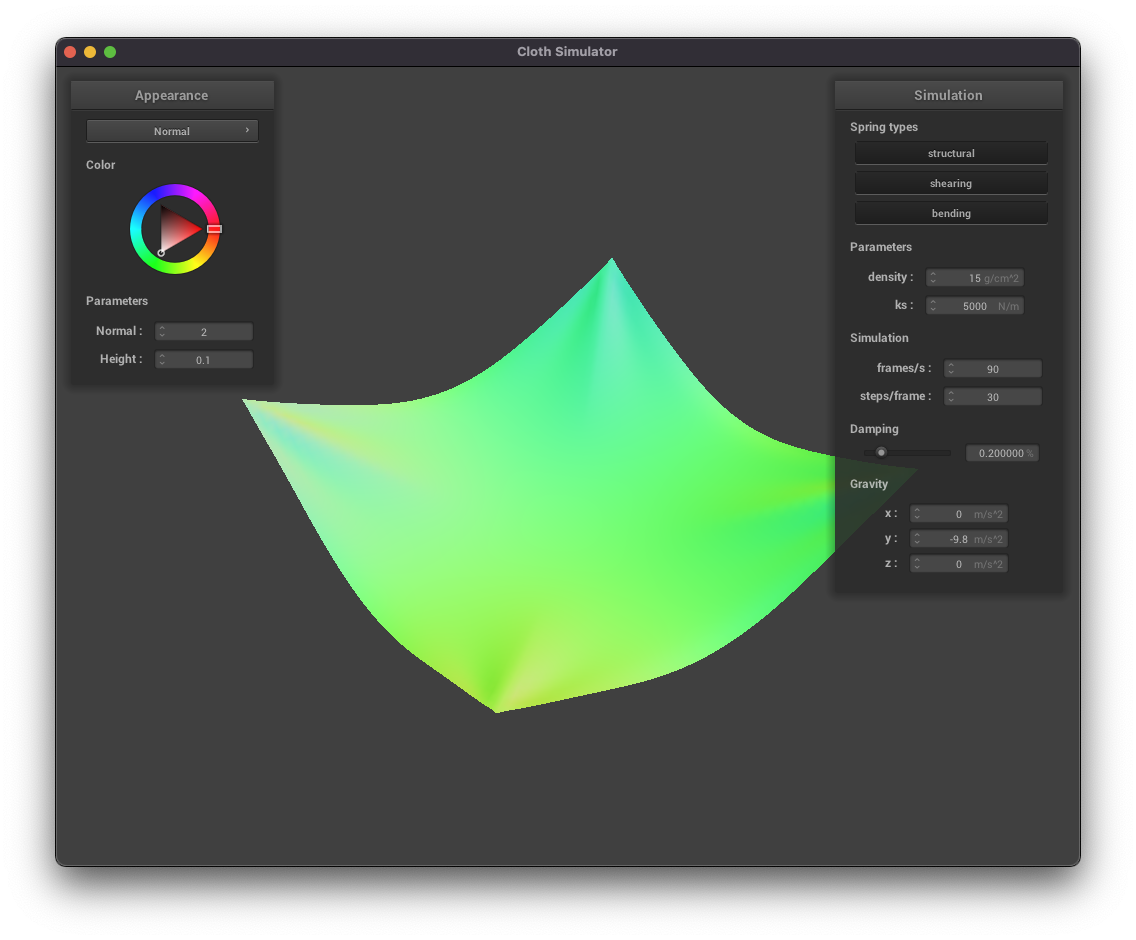 Cloth Simulator
Appearance
Normal ›
Color
Parameters
Normal : 2
Height : 0.1
Simulation
Spring types
structural
shearing
bending
Parameters
density : 15 g/cm^2
ks : 5000 N/m
Simulation
frames/s : 90
steps/frame : 30
Damping
0.200000 %
Gravity
x : 0 m/s^2
y : -9.8 m/s^2
z : 0 m/s^2